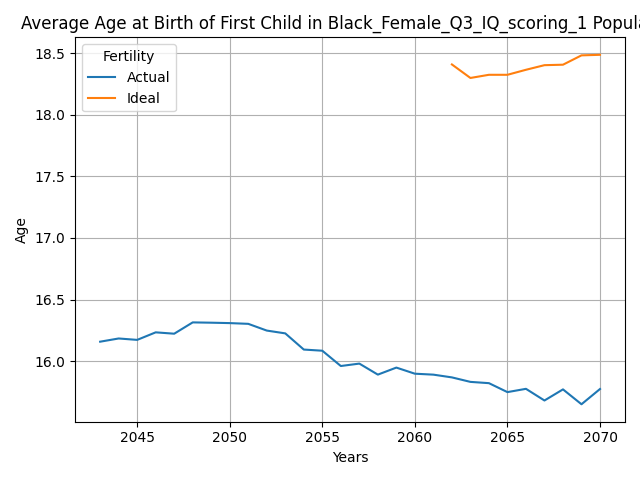 Average Age at Birth of First Child in Black_Female_Q3_IQ_scoring_1 Popula
Fertility
Actual
Ideal
18.5
18.0
17.5
17.0
16.5
16.0
Age
2045 2050 2055 2060 2065 2070
Years